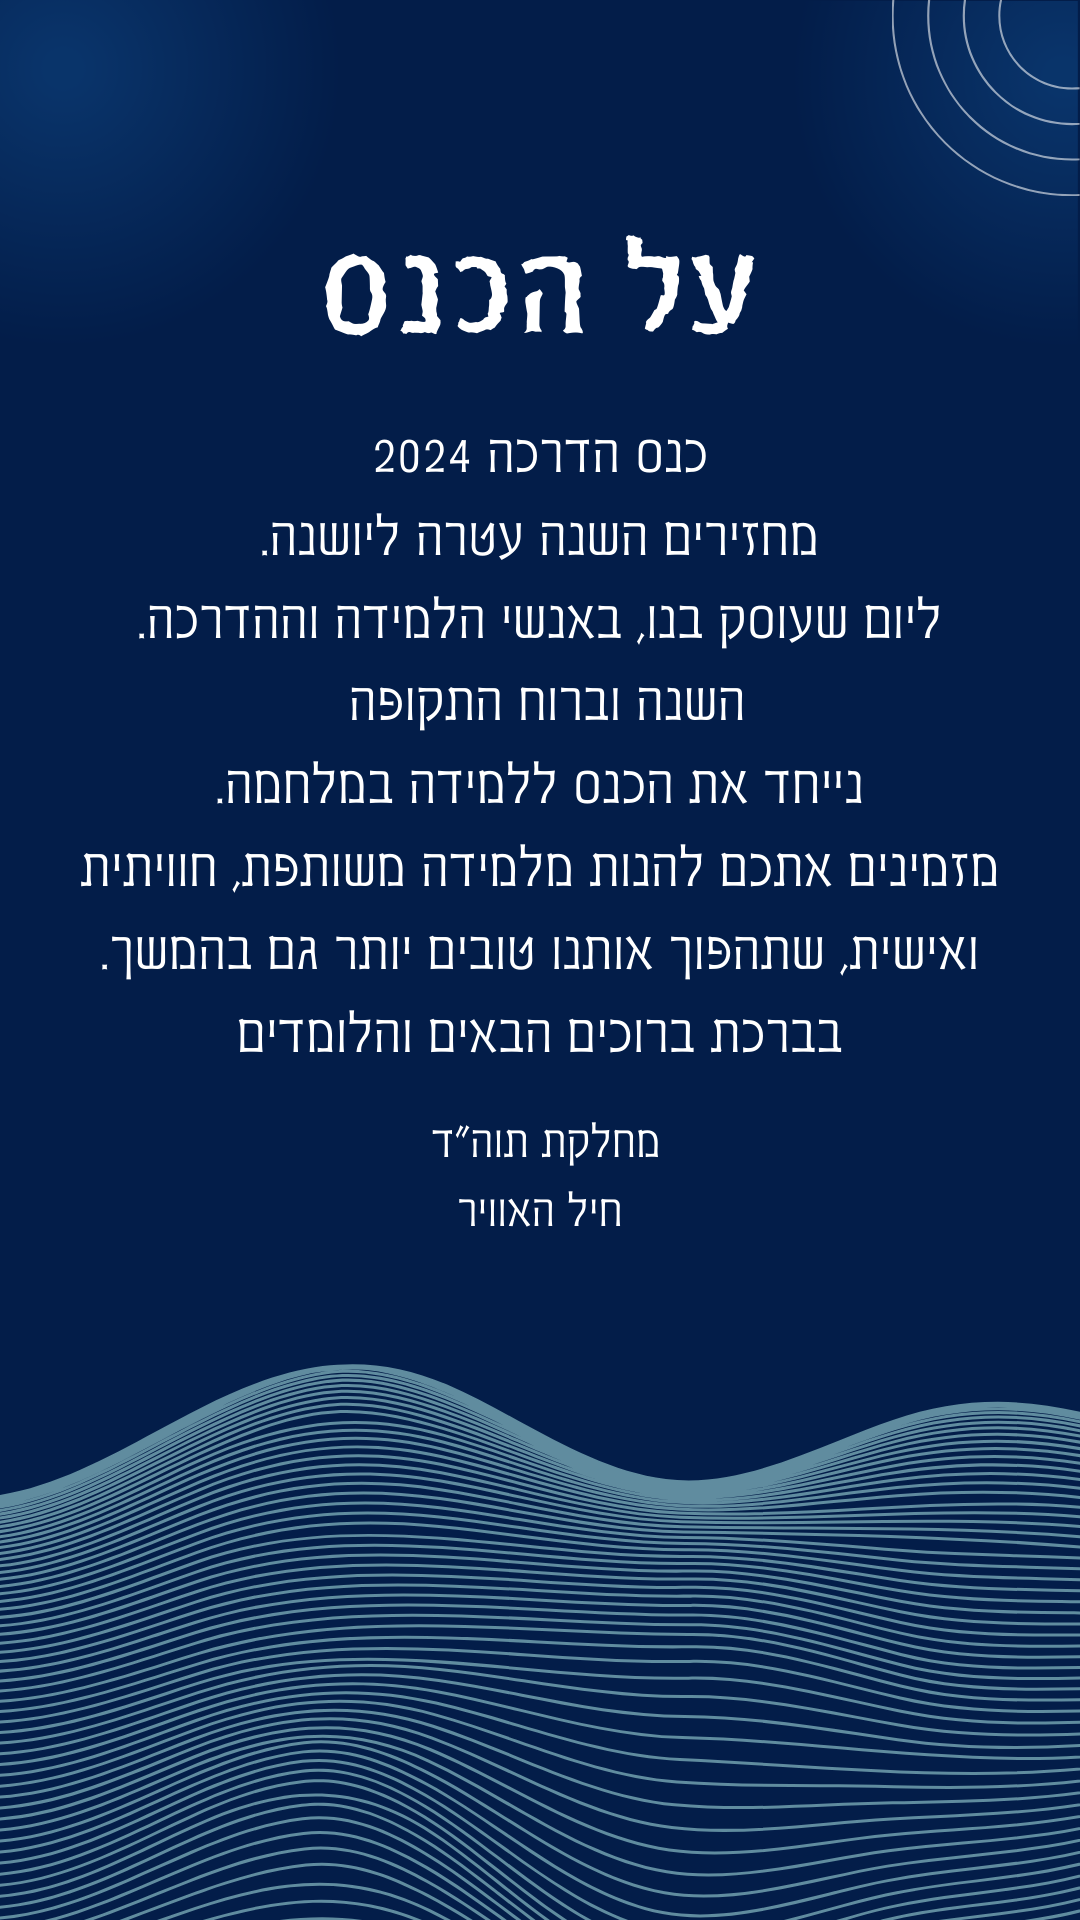 על הכנס
כנס הדרכה 2024
מחזירים השנה עטרה ליושנה.
ליום שעוסק בנו, באנשי הלמידה וההדרכה.
השנה וברוח התקופה
נייחד את הכנס ללמידה במלחמה.
מזמינים אתכם להנות מלמידה משותפת, חוויתית
ואישית, שתהפוך אותנו טובים יותר גם בהמשך.
בברכת ברוכים הבאים והלומדים
מחלקת תוה״ד
חיל האוויר